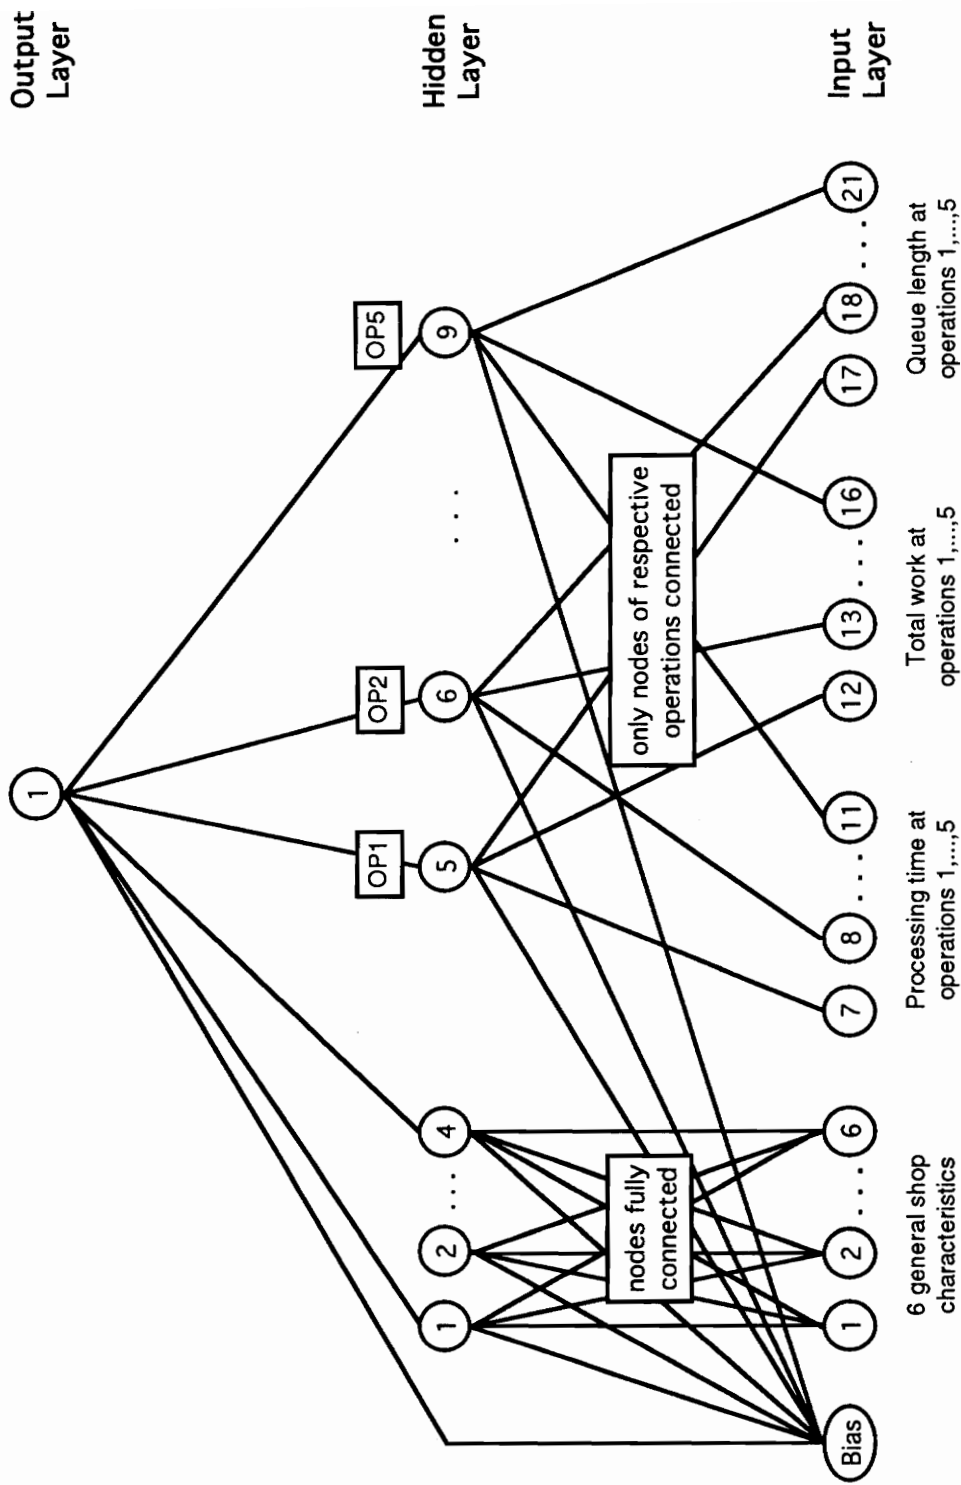 Output
Layer
1
Hidden
Layer
OP1
OP2
OP5
1
2
....
4
5
6
...
9
nodes fully
connected
only nodes of respective
operations connected
Input
Layer
Bias
1
2
....
6
7
8
....
11
12
13
....
16
17
18
....
21
6 general shop
characteristics
Processing time at
operations 1,...,5
Total work at
operations 1,...,5
Queue length at
operations 1,...,5